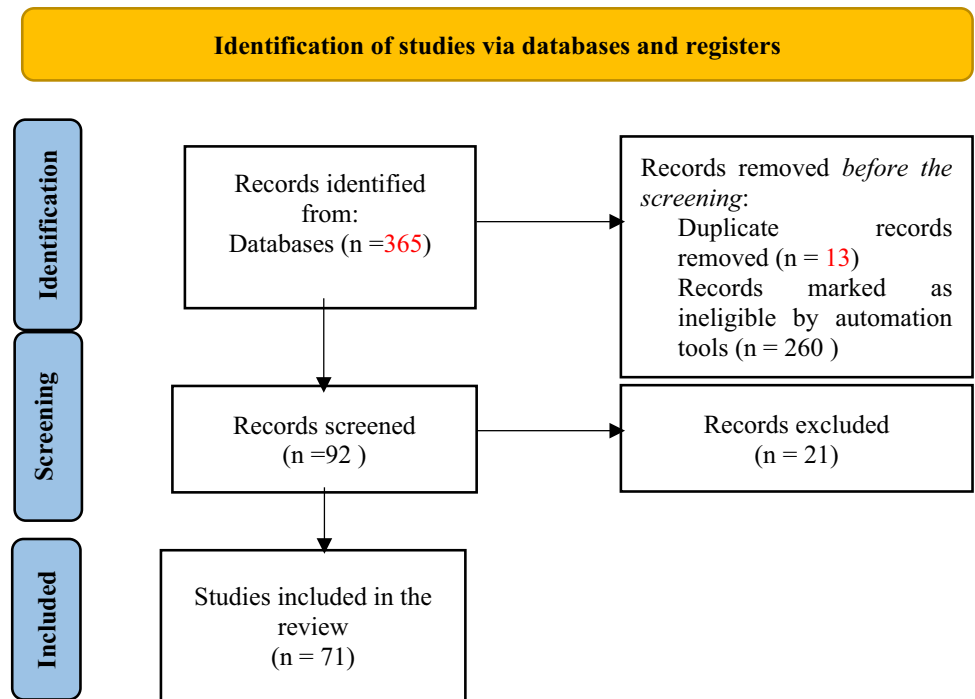 Identification of studies via databases and registers
Identification
Records identified
from:
Databases (n =365)
Records removed before the
screening:
Duplicate records
removed (n = 13)
Records marked as
ineligible by automation
tools (n = 260 )
Screening
Records screened
(n =92 )
Records excluded
(n = 21)
Included
Studies included in the
review
(n = 71)